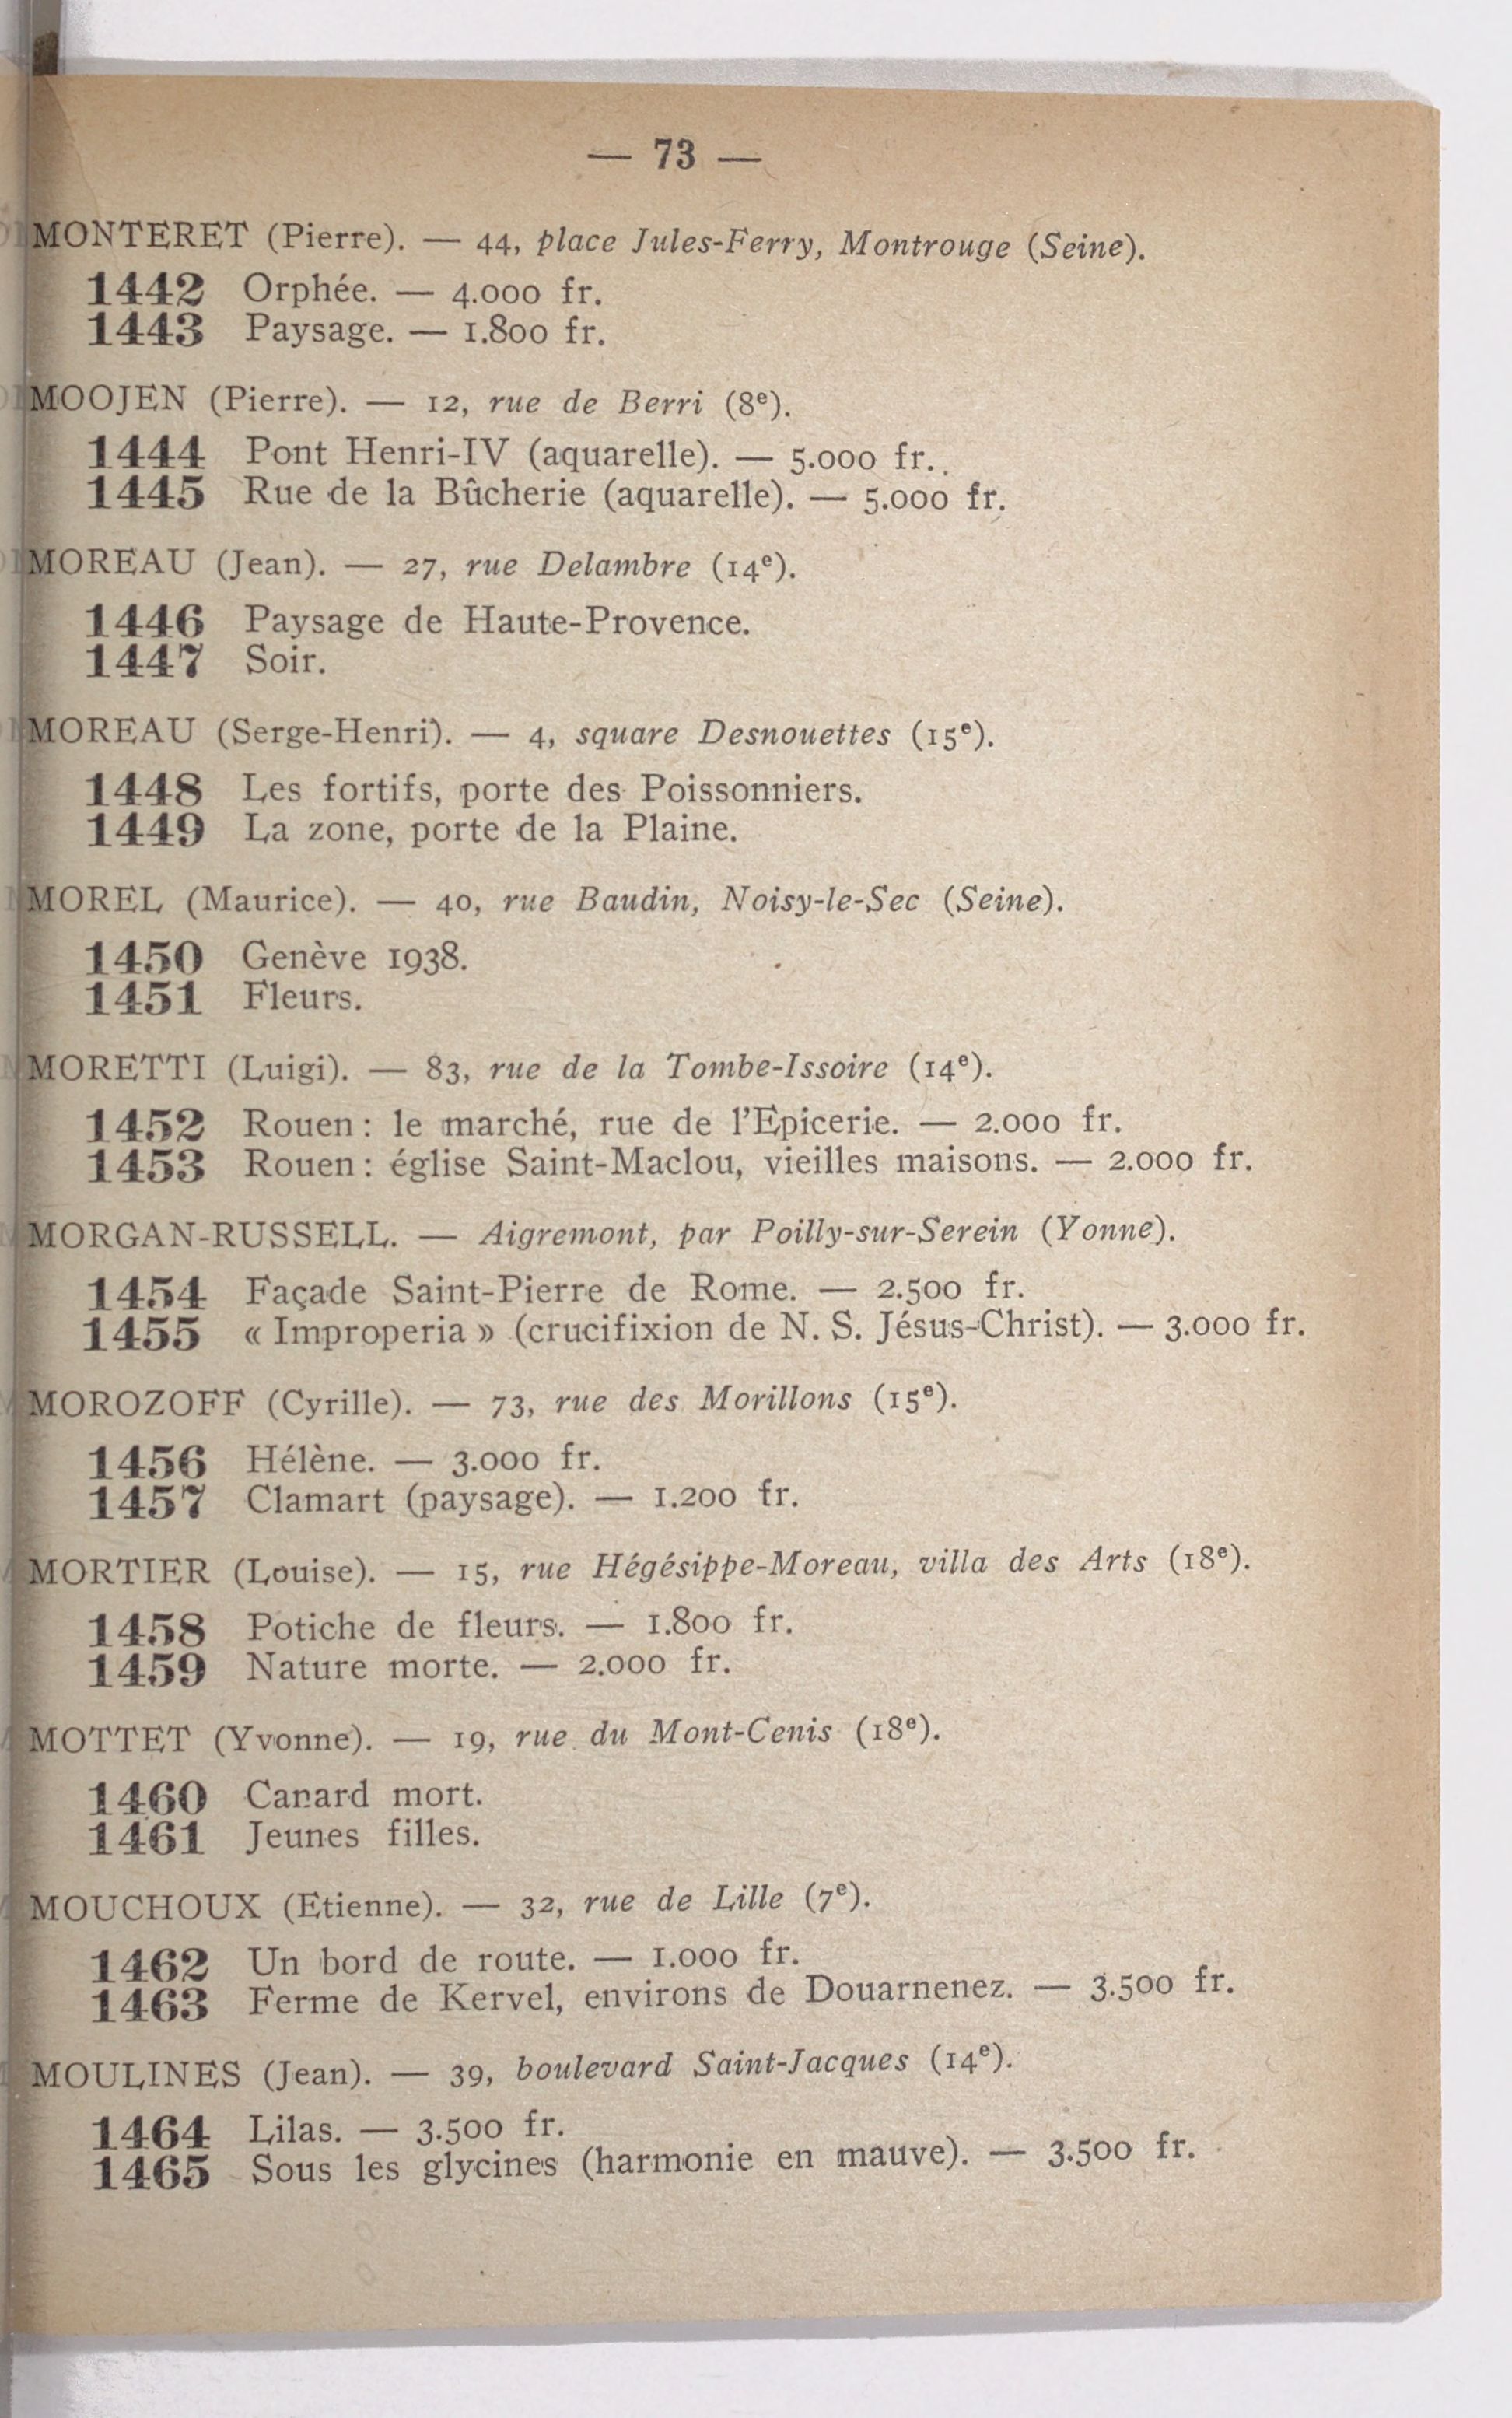 — 73 —
MONTERET (Pierre). — 44, place Jules-Ferry, Montrouge (Seine).
1442 Orphée. — 4.000 fr.
1443 Paysage. — 1.800 fr.
MOOJEN (Pierre). — 12, rue de Berri (8e).
1444 Pont Henri-IV (aquarelle). — 5.000 fr.
1445 Rue de la Bûcherie (aquarelle). — 5.000 fr.
MOREAU (Jean). — 27, rue Delambre (14e).
1446 Paysage de Haute-Provence.
1447 Soir.
MOREAU (Serge-Henri). — 4, square Desnouettes (15e).
1448 Les fortifs, porte des Poissonniers.
1449 La zone, porte de la Plaine.
MOREL (Maurice). — 40, rue Baudin, Noisy-le-Sec (Seine).
1450 Genève 1938.
1451 Fleurs.
MORETTI (Luigi). — 83, rue de la Tombe-Issoire (14e).
1452 Rouen : le marché, rue de l'Epicerie. — 2.000 fr.
1453 Rouen : église Saint-Maclou, vieilles maisons. — 2.000 fr.
MORGAN-RUSSELL. — Aigremont, par Poilly-sur-Serein (Yonne).
1454 Façade Saint-Pierre de Rome. — 2.500 fr.
1455 « Improperia » (crucifixion de N. S. Jésus-Christ). — 3.000 fr.
MOROZOFF (Cyrille). — 73, rue des Morillons (15e).
1456 Hélène. — 3.000 fr.
1457 Clamart (paysage). — 1.200 fr.
MORTIER (Louise). — 15, rue Hégésippe-Moreau, villa des Arts (18e).
1458 Potiche de fleurs. — 1.800 fr.
1459 Nature morte. — 2.000 fr.
MOTTET (Yvonne). — 19, rue du Mont-Cenis (18e).
1460 Canard mort.
1461 Jeunes filles.
MOUCHOUX (Etienne). — 32, rue de Lille (7e).
1462 Un bord de route. — 1.000 fr.
1463 Ferme de Kervel, environs de Douarnenez. — 3.500 fr.
MOULINES (Jean). — 39, boulevard Saint-Jacques (14e).
1464 Lilas. — 3.500 fr.
1465 Sous les glycines (harmonie en mauve). — 3.500 fr.